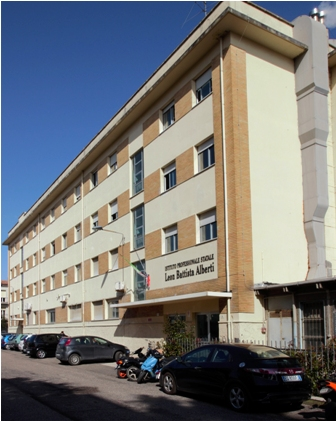 ISTITUTO PROFESSIONALE STATALE
Leon Battista Alberti